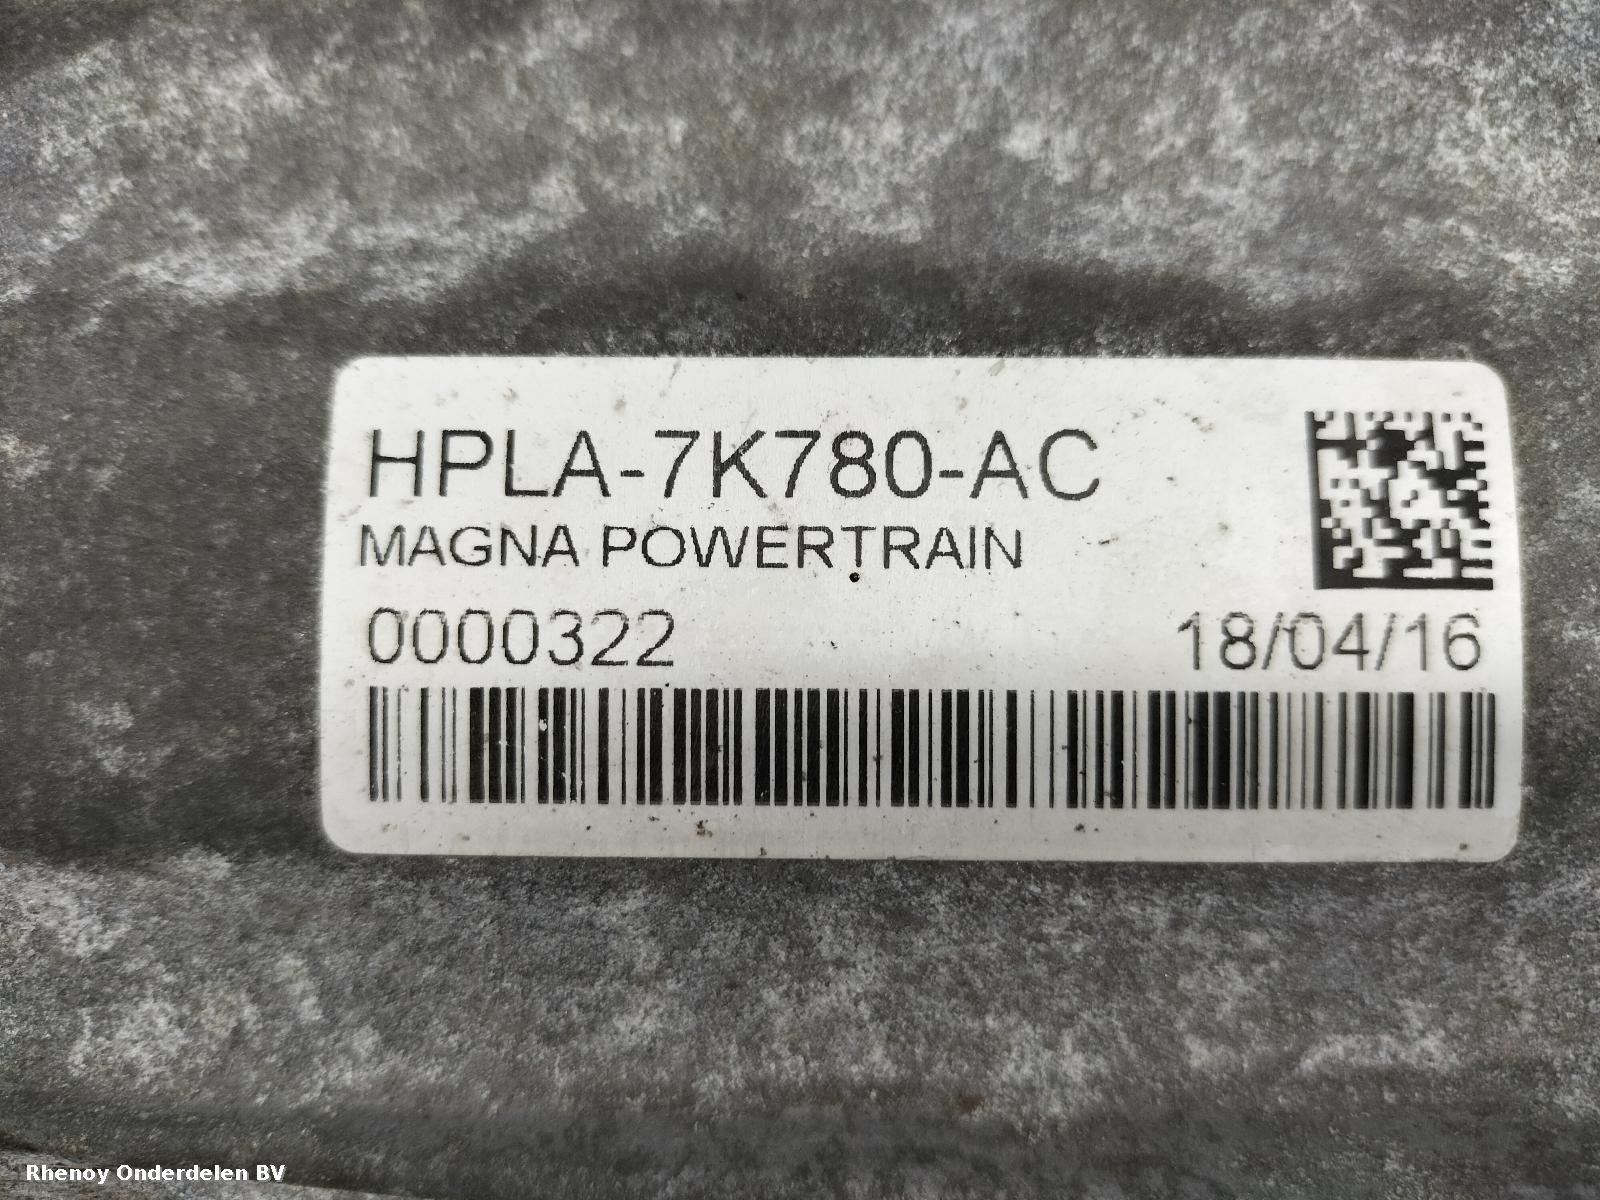 HPLA-7K780-AC
MAGNA POWERTRAIN
0000322
18/04/16
Rhenoy Onderdelen BV